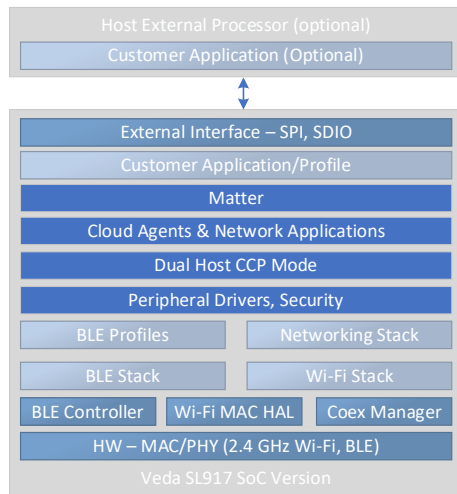 Host External Processor (optional)
Customer Application (Optional)
External Interface – SPI, SDIO
Customer Application/Profile
Matter
Cloud Agents & Network Applications
Dual Host CCP Mode
Peripheral Drivers, Security
BLE Profiles
Networking Stack
BLE Stack
Wi-Fi Stack
BLE Controller
Wi-Fi MAC HAL
Coex Manager
HW – MAC/PHY (2.4 GHz Wi-Fi, BLE)
Veda SL917 SoC Version